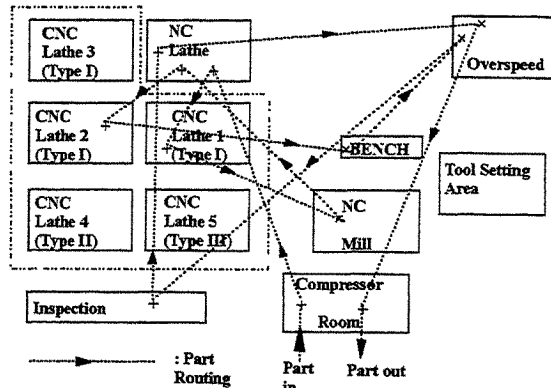 CNC
Lathe 3
(Type I)
NC
Lathe
Overspeed
CNC
Lathe 2
(Type I)
CNC
Lathe 1
(Type I)
BENCH
Tool Setting
Area
CNC
Lathe 4
(Type II)
CNC
Lathe 5
(Type III)
NC
Mill
Inspection
Compressor
Room
: Part
Routing
Part
in
Part out